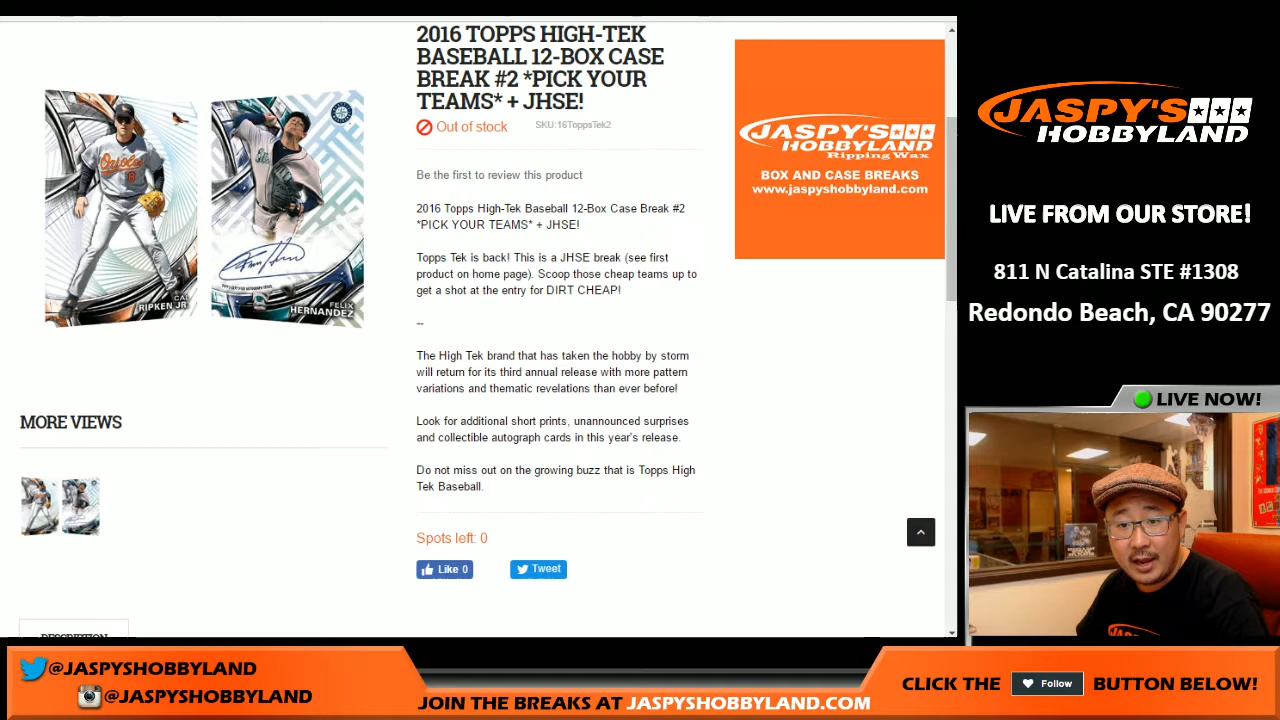 2016 TOPPS HIGH-TEK
BASEBALL 12-BOX CASE
BREAK #2 *PICK YOUR
TEAMS* + JHSE!
Out of stock
SKU:16ToppsTek2
Be the first to review this product
2016 Topps High-Tek Baseball 12-Box Case Break #2
*PICK YOUR TEAMS* + JHSE!
Topps Tek is back! This is a JHSE break (see first
product on home page). Scoop those cheap teams up to
get a shot at the entry for DIRT CHEAP!
--
The High Tek brand that has taken the hobby by storm
will return for its third annual release with more pattern
variations and thematic revelations than ever before!
Look for additional short prints, unannounced surprises
and collectible autograph cards in this year's release.
Do not miss out on the growing buzz that is Topps High
Tek Baseball.
Spots left: 0
Like 0
Tweet
Orioles
8
CAL
RIPKEN JR.
FELIX
HERNANDEZ
MORE VIEWS
DESCRIPTION
JASPY'S
HOBBYLAND
Ripping Wax
BOX AND CASE BREAKS
www.jaspyshobbyland.com
JASPY'S
HOBBYLAND
LIVE FROM OUR STORE!
811 N Catalina STE #1308
Redondo Beach, CA 90277
LIVE NOW!
@JASPYSHOBBYLAND
@JASPYSHOBBYLAND
JOIN THE BREAKS AT JASPYSHOBBYLAND.COM
CLICK THE
Follow
BUTTON BELOW!